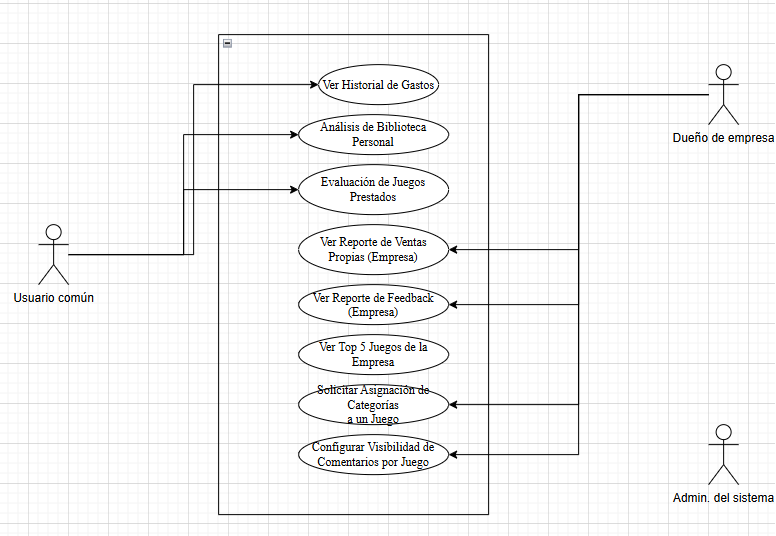 Ver Historial de Gastos
Análisis de Biblioteca
Personal
Evaluación de Juegos
Prestados
Ver Reporte de Ventas
Propias (Empresa)
Ver Reporte de Feedback
(Empresa)
Ver Top 5 Juegos de la
Empresa
Solicitar Asignación de
Categorías
a un Juego
Configurar Visibilidad de
Comentarios por Juego
Usuario común
Dueño de empresa
Admin. del sistema